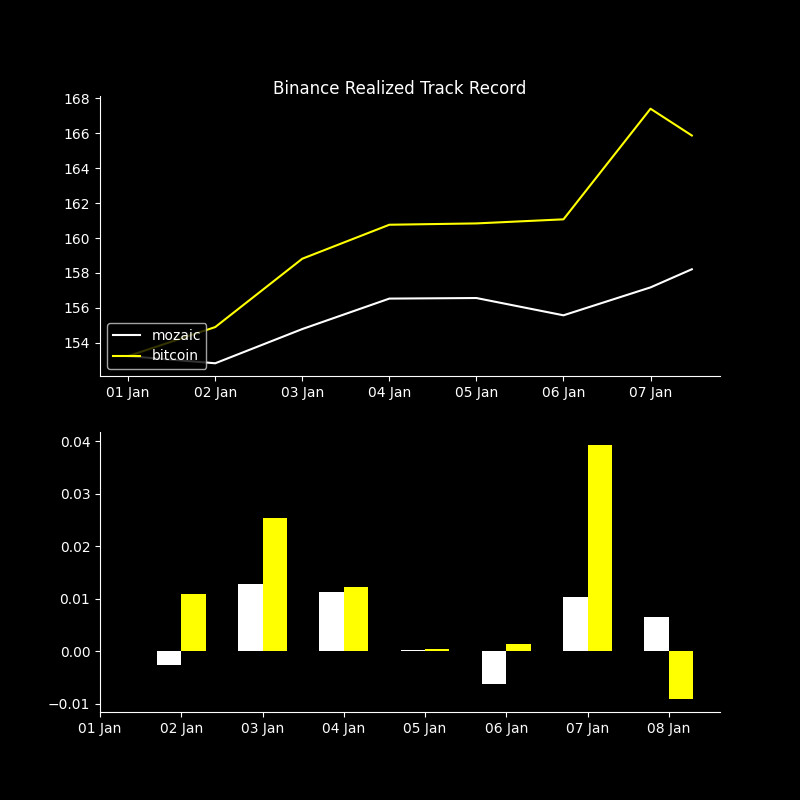 Binance Realized Track Record
168
166
164
162
160
158
156
154
mozaic
bitcoin
01 Jan 02 Jan 03 Jan 04 Jan 05 Jan 06 Jan 07 Jan
0.04
0.03
0.02
0.01
0.00
−0.01
01 Jan 02 Jan 03 Jan 04 Jan 05 Jan 06 Jan 07 Jan 08 Jan